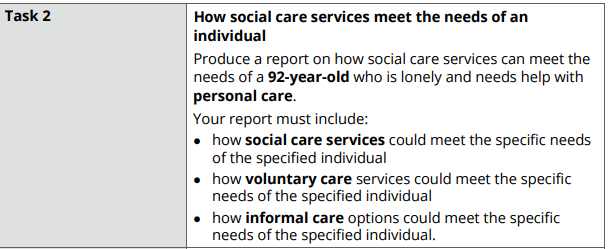 Task 2
How social care services meet the needs of an
individual
Produce a report on how social care services can meet the
needs of a 92-year-old who is lonely and needs help with
personal care.
Your report must include:
● how social care services could meet the specific needs
of the specified individual
● how voluntary care services could meet the specific
needs of the specified individual
● how informal care options could meet the specific
needs of the specified individual.